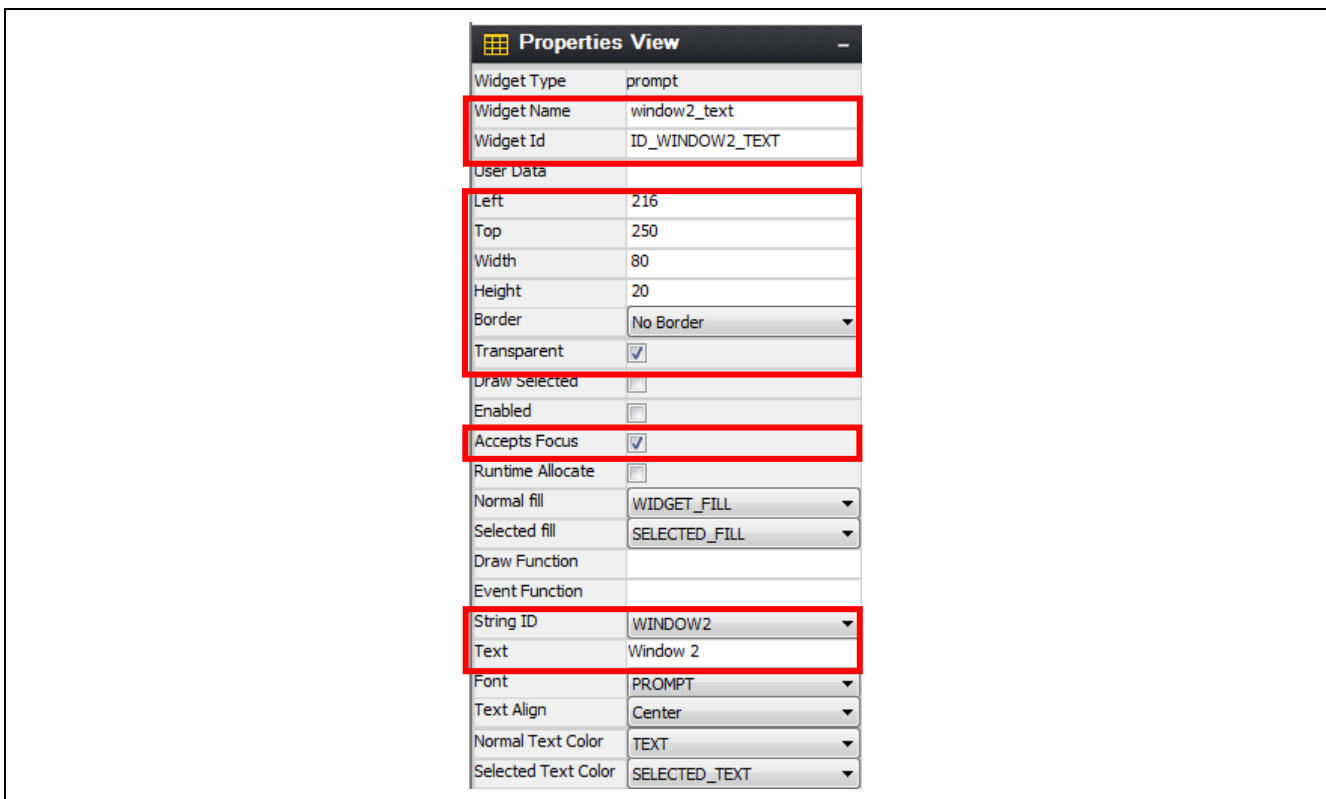 Properties View
Widget Type prompt
Widget Name window2_text
Widget Id ID_WINDOW2_TEXT
User Data
Left 216
Top 250
Width 80
Height 20
Border No Border
Transparent
Draw Selected
Enabled
Accepts Focus
Runtime Allocate
Normal fill WIDGET_FILL
Selected fill SELECTED_FILL
Draw Function
Event Function
String ID WINDOW2
Text Window 2
Font PROMPT
Text Align Center
Normal Text Color TEXT
Selected Text Color SELECTED_TEXT